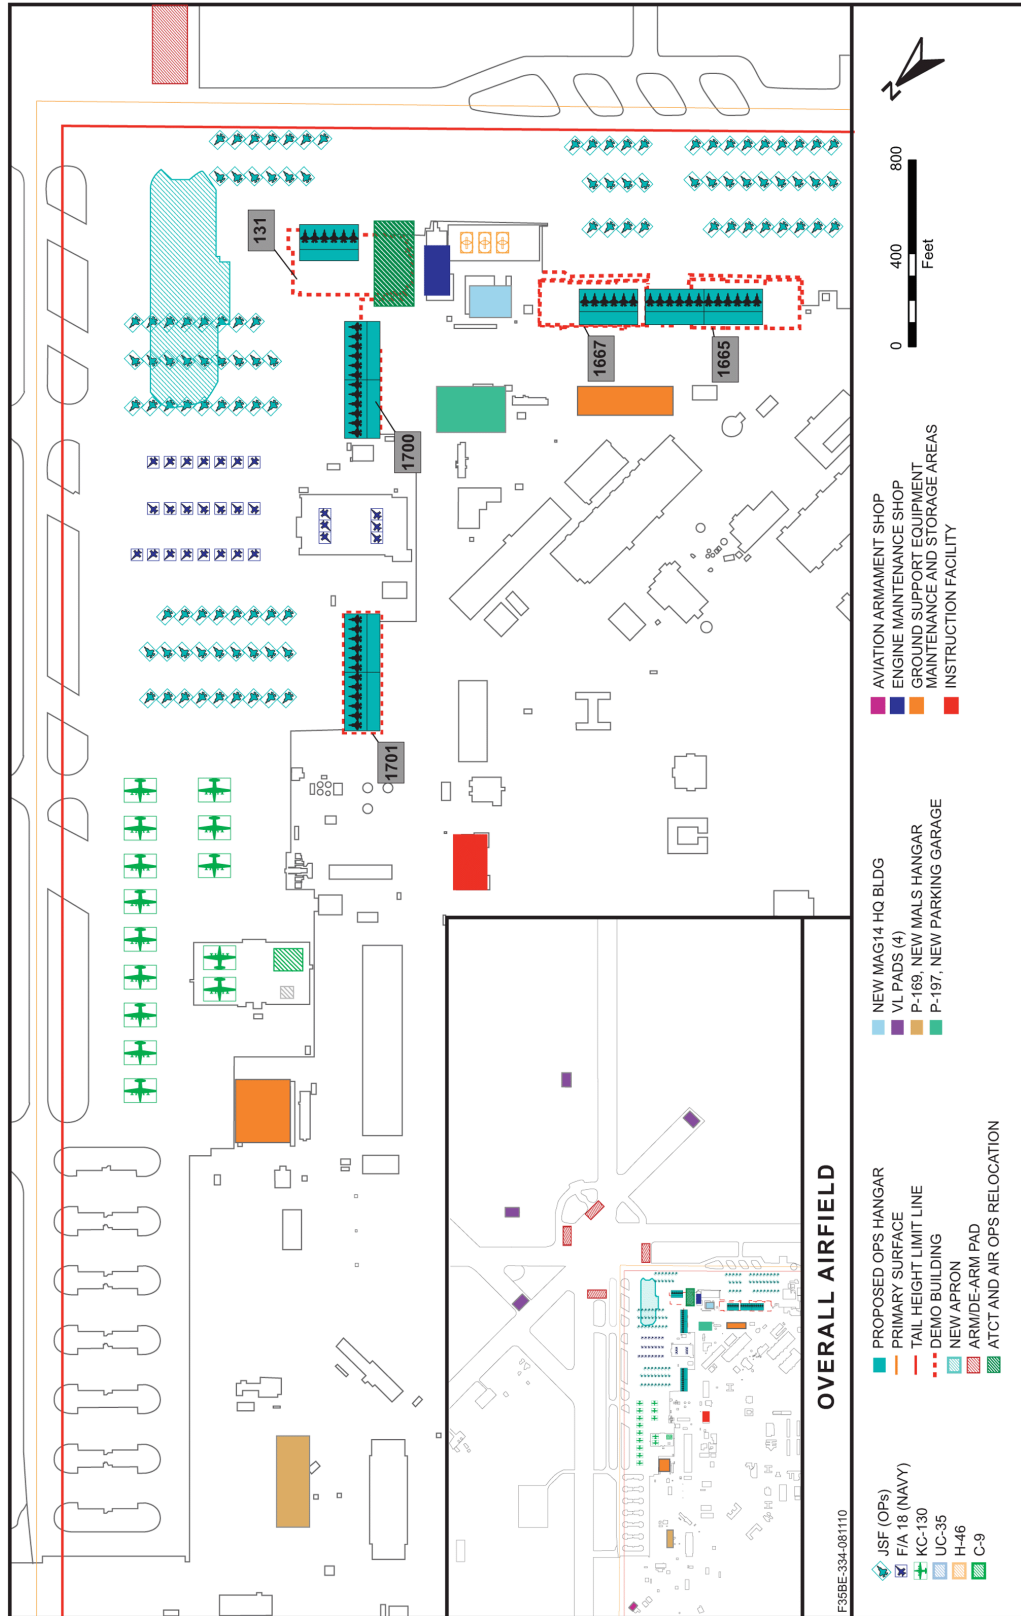 131
1700
1701
1667
1665
N
0
400
800
Feet
OVERALL AIRFIELD
F35BE-334-081110
JSF (OPs)
F/A 18 (NAVY)
KC-130
UC-35
H-46
C-9
PROPOSED OPS HANGAR
PRIMARY SURFACE
TAIL HEIGHT LIMIT LINE
DEMO BUILDING
NEW APRON
ARM/DE-ARM PAD
ATCT AND AIR OPS RELOCATION
NEW MAG14 HQ BLDG
VL PADS (4)
P-169, NEW MALS HANGAR
P-197, NEW PARKING GARAGE
AVIATION ARMAMENT SHOP
ENGINE MAINTENANCE SHOP
GROUND SUPPORT EQUIPMENT
MAINTENANCE AND STORAGE AREAS
INSTRUCTION FACILITY